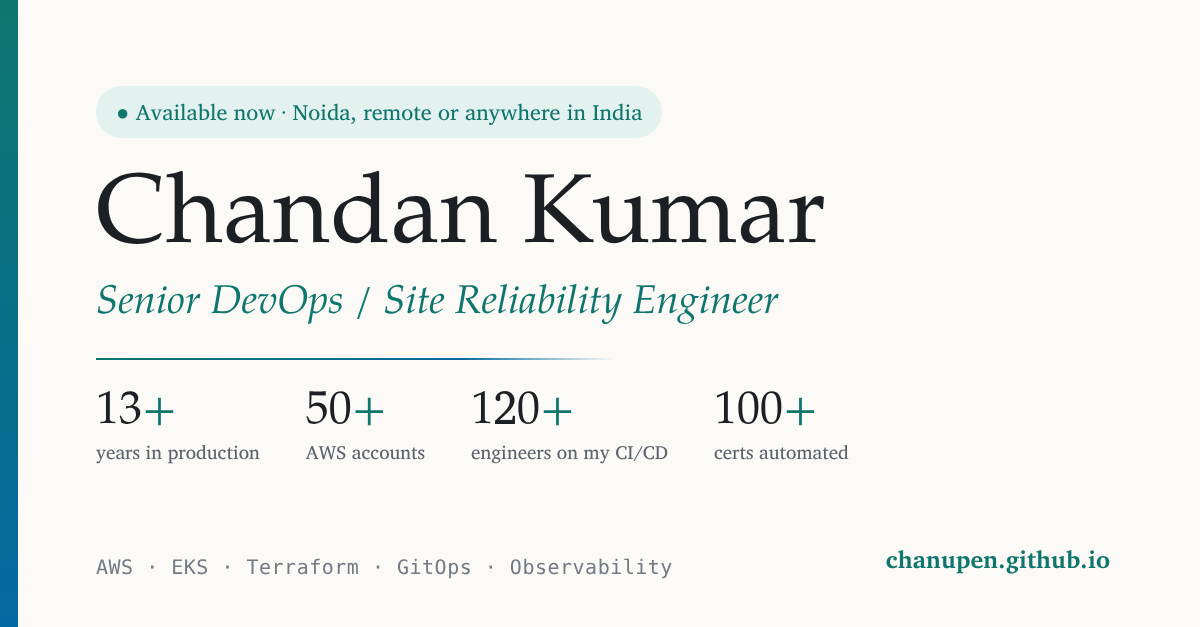 ● Available now · Noida, remote or anywhere in India
Chandan Kumar
Senior DevOps / Site Reliability Engineer
13+ 50+ 120+ 100+
years in production AWS accounts engineers on my CI/CD certs automated
AWS · EKS · Terraform · GitOps · Observability
chanupen.github.io